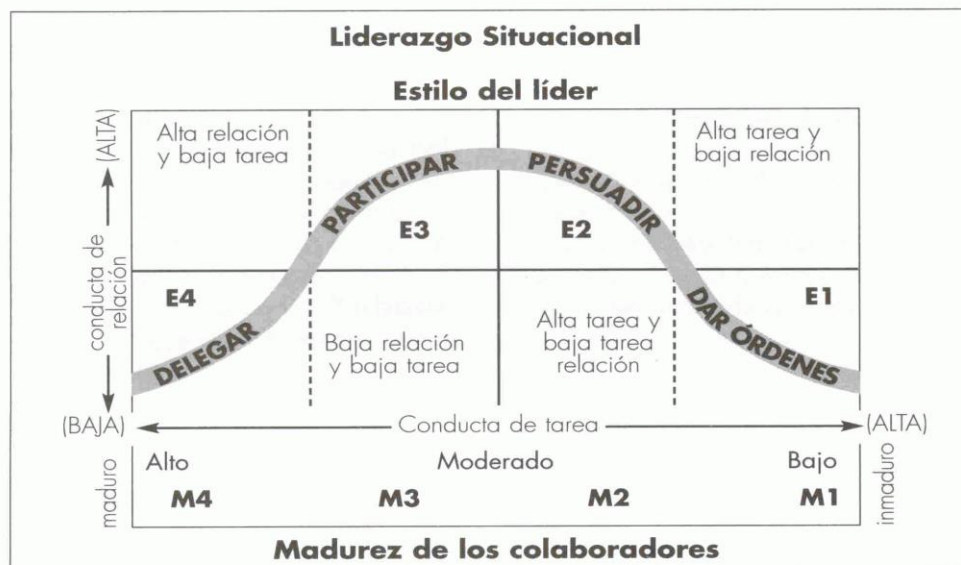 Liderazgo Situacional
Estilo del líder
(ALTA)
Alta relación
y baja tarea
Alta tarea y
baja relación
PARTICIPAR
PERSUADIR
E3
E2
conducta de
relación
E4
E1
DELEGAR
Baja relación
y baja tarea
Alta tarea y
baja tarea
relación
DAR ÓRDENES
(BAJA)
Conducta de tarea
(ALTA)
maduro
Alto
Moderado
Bajo
inmaduro
M4
M3
M2
M1
Madurez de los colaboradores